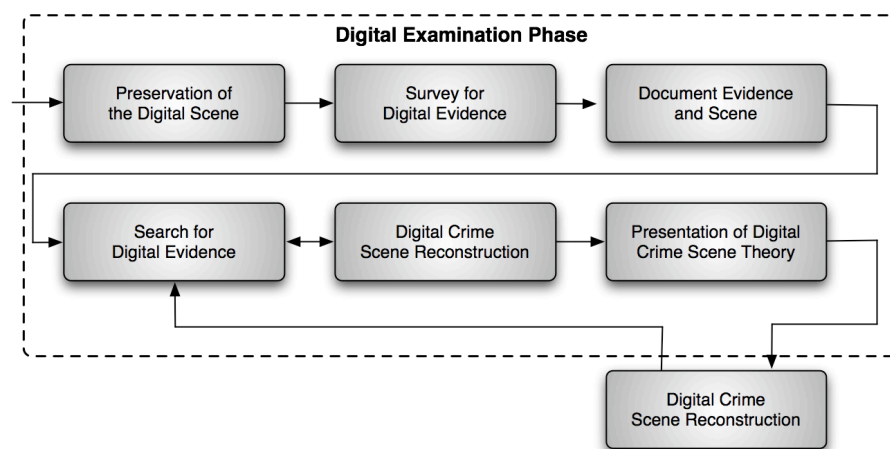 Digital Examination Phase
Preservation of
the Digital Scene
Survey for
Digital Evidence
Document Evidence
and Scene
Search for
Digital Evidence
Digital Crime
Scene Reconstruction
Presentation of Digital
Crime Scene Theory
Digital Crime
Scene Reconstruction